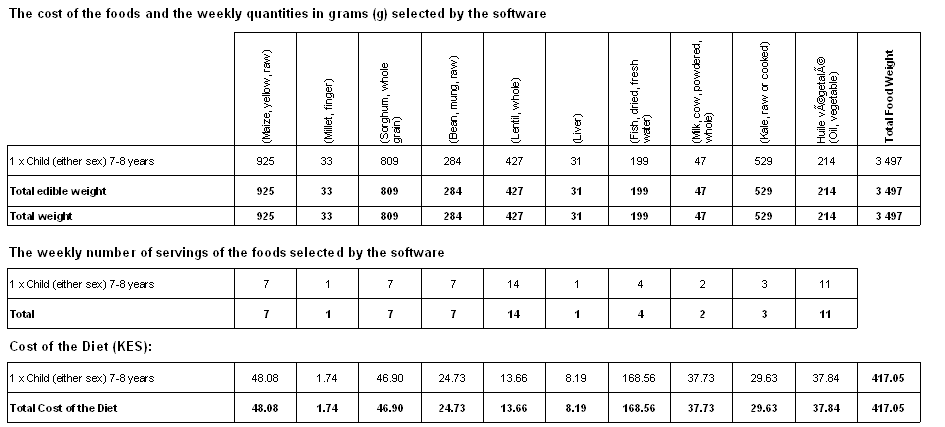 The cost of the foods and the weekly quantities in grams (g) selected by the software
(Maize, yellow, raw)
(Millet, finger)
(Sorghum, whole
grain)
(Bean, mung, raw)
(Lentil, whole)
(Liver)
(Fish, dried, fresh
water)
(Milk, cow, powdered,
whole)
(Kale, raw or cooked)
Huile vÃ©getalÃ©
(Oil, vegetable)
Total Food Weight
1 x Child (either sex) 7-8 years 925 33 809 284 427 31 199 47 529 214 3 497
Total edible weight 925 33 809 284 427 31 199 47 529 214 3 497
Total weight 925 33 809 284 427 31 199 47 529 214 3 497
The weekly number of servings of the foods selected by the software
1 x Child (either sex) 7-8 years 7 1 7 7 14 1 4 2 3 11
Total 7 1 7 7 14 1 4 2 3 11
Cost of the Diet (KES):
1 x Child (either sex) 7-8 years 48.08 1.74 46.90 24.73 13.66 8.19 168.56 37.73 29.63 37.84 417.05
Total Cost of the Diet 48.08 1.74 46.90 24.73 13.66 8.19 168.56 37.73 29.63 37.84 417.05